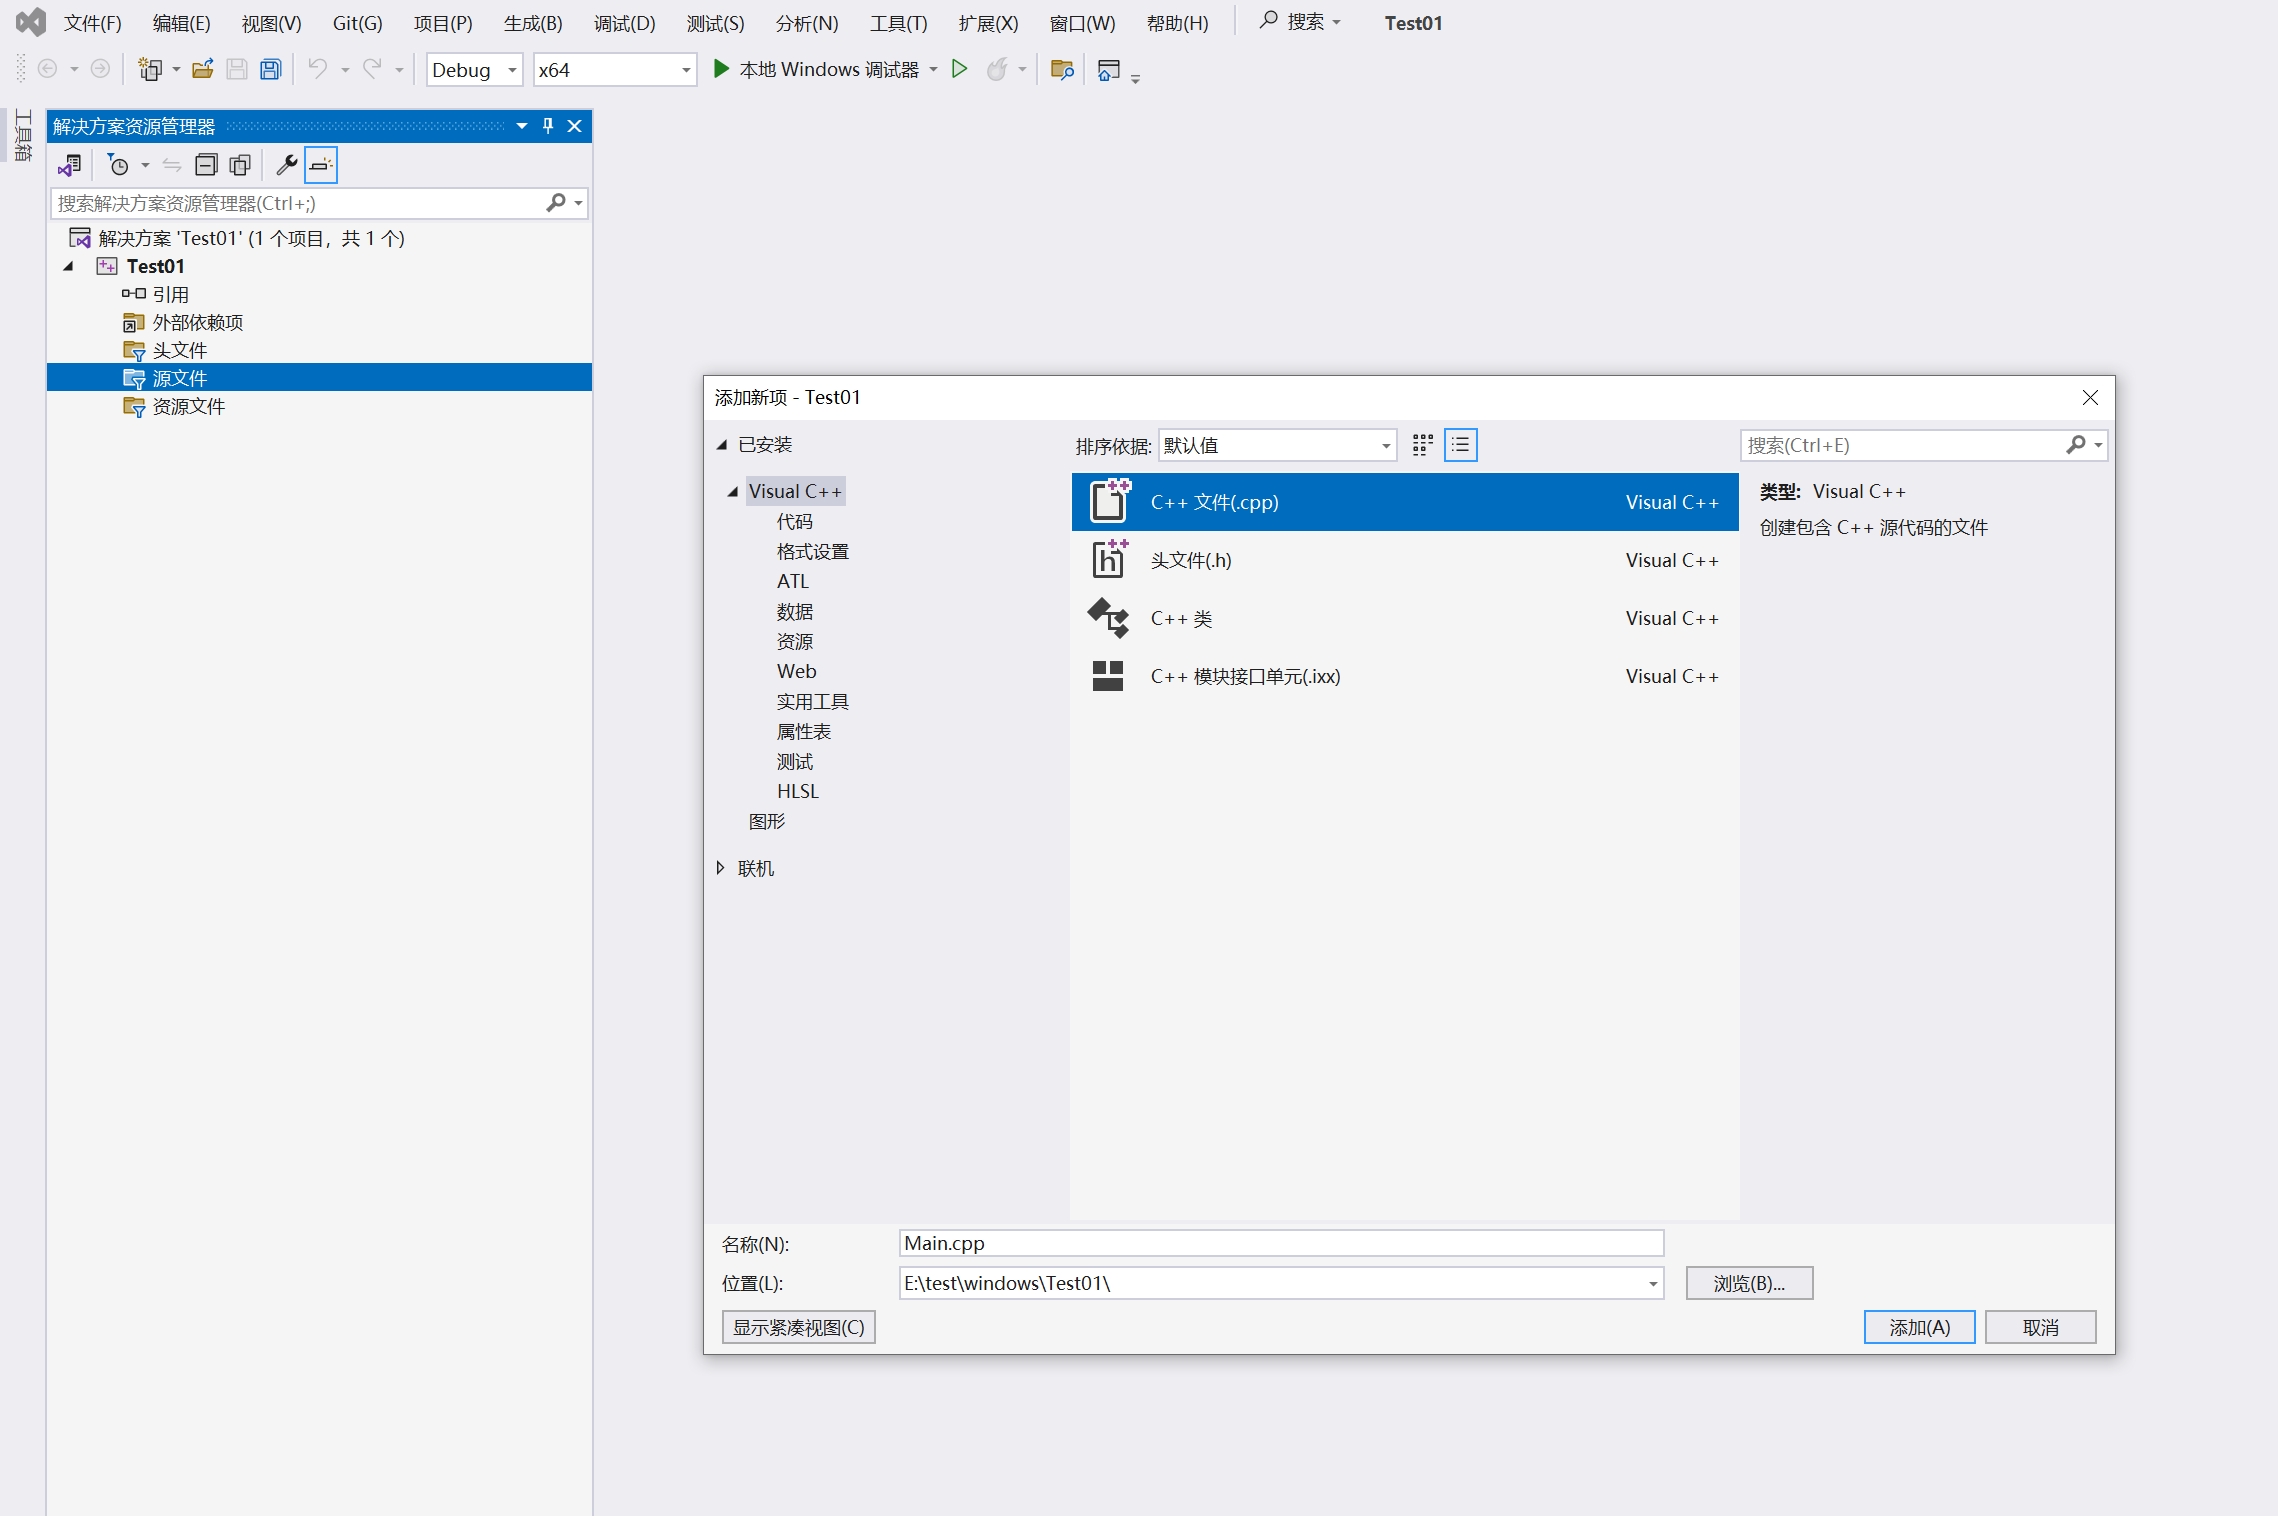 文件(F) 编辑(E) 视图(V) Git(G) 项目(P) 生成(B) 调试(D) 测试(S) 分析(N) 工具(T) 扩展(X) 窗口(W) 帮助(H) 搜索 Test01
Debug x64 本地 Windows 调试器
工具箱
解决方案资源管理器
搜索解决方案资源管理器(Ctrl+;)
解决方案 'Test01' (1 个项目，共 1 个)
Test01
引用
外部依赖项
头文件
源文件
资源文件
添加新项 - Test01
已安装
Visual C++
代码
格式设置
ATL
数据
资源
Web
实用工具
属性表
测试
HLSL
图形
联机
排序依据: 默认值
搜索(Ctrl+E)
C++ 文件(.cpp) Visual C++
头文件(.h) Visual C++
C++ 类 Visual C++
C++ 模块接口单元(.ixx) Visual C++
类型: Visual C++
创建包含 C++ 源代码的文件
名称(N): Main.cpp
位置(L): E:\test\windows\Test01\ 浏览(B)...
显示紧凑视图(C) 添加(A) 取消